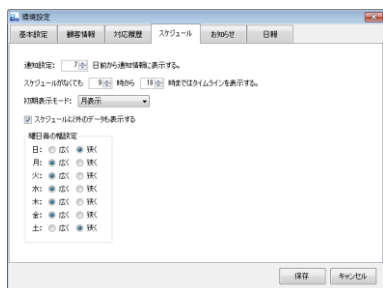 環境設定
基本設定 顧客情報 対応履歴 スケジュール お知らせ 日報
通知設定: 7 日前から通知情報に表示する。
スケジュールがなくても 8 時から 18 時まではタイムラインを表示する。
初期表示モード: 月表示
スケジュール以外のデータも表示する
曜日毎の幅設定
日: 広く 狭く
月: 広く 狭く
火: 広く 狭く
水: 広く 狭く
木: 広く 狭く
金: 広く 狭く
土: 広く 狭く
保存 キャンセル